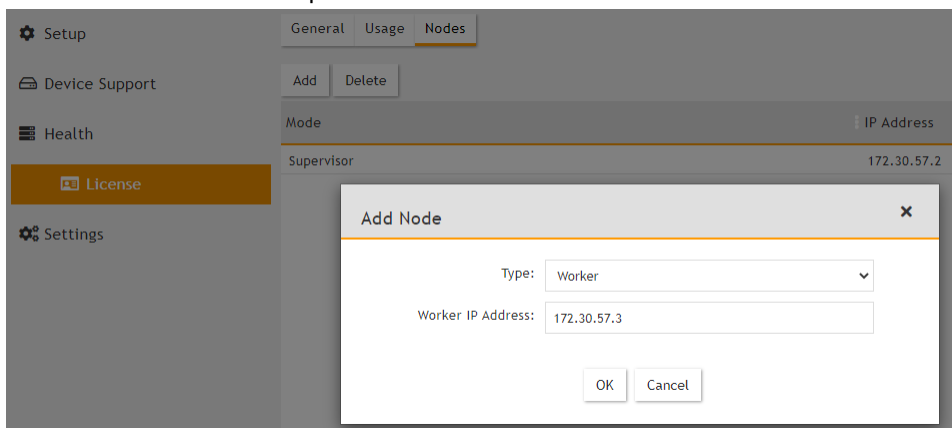 Setup
Device Support
Health
License
Settings
General Usage Nodes
Add Delete
Mode IP Address
Supervisor 172.30.57.2
Add Node ×
Type: Worker
Worker IP Address: 172.30.57.3
OK Cancel